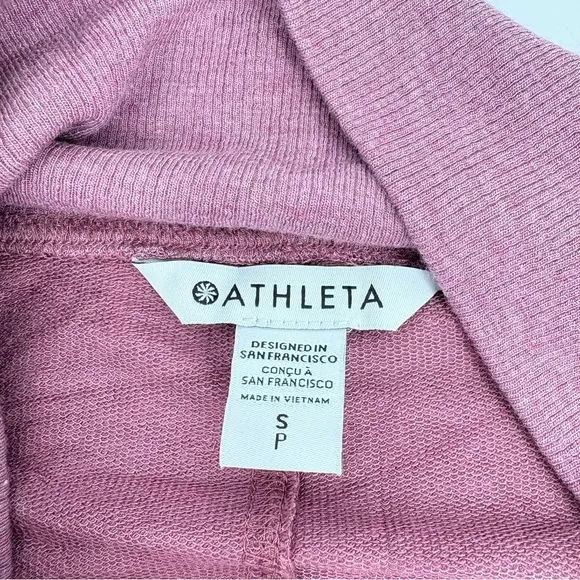 ATHLETA
DESIGNED IN
SAN FRANCISCO
CONÇU À
SAN FRANCISCO
MADE IN VIETNAM
S
P